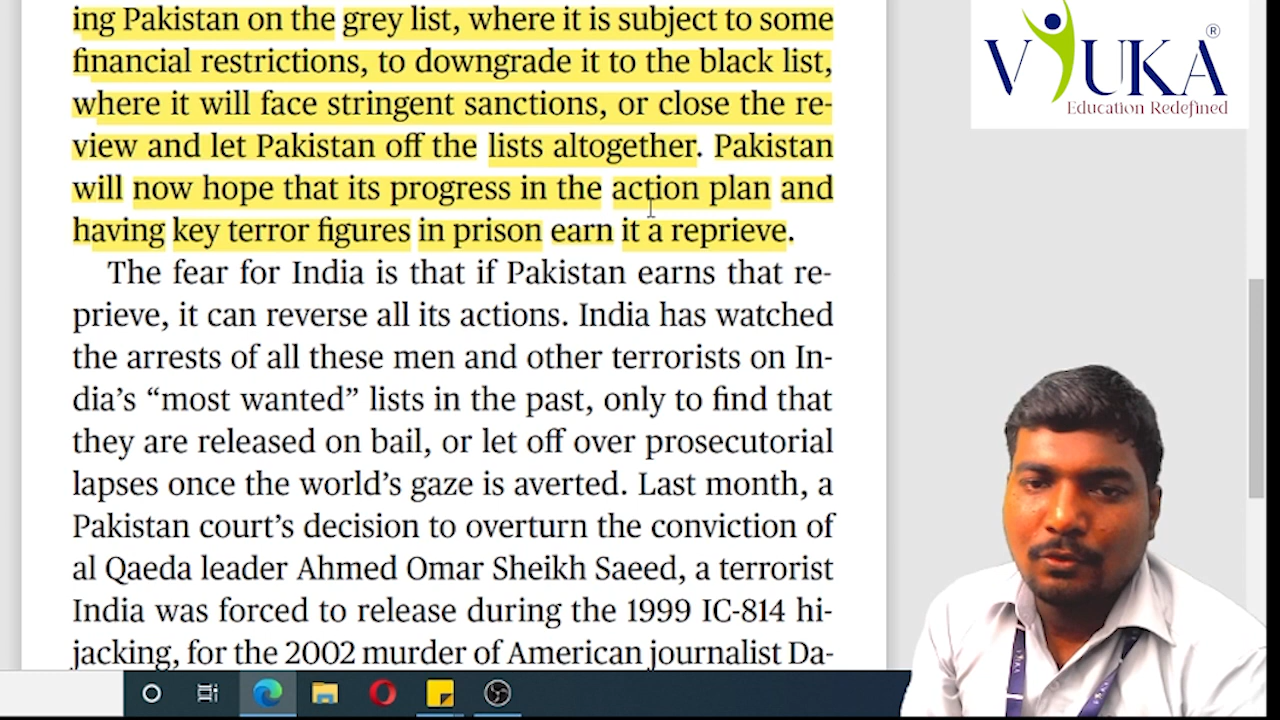 ing Pakistan on the grey list, where it is subject to some
financial restrictions, to downgrade it to the black list,
where it will face stringent sanctions, or close the re-
view and let Pakistan off the lists altogether. Pakistan
will now hope that its progress in the action plan and
having key terror figures in prison earn it a reprieve.
The fear for India is that if Pakistan earns that re-
prieve, it can reverse all its actions. India has watched
the arrests of all these men and other terrorists on In-
dia's “most wanted” lists in the past, only to find that
they are released on bail, or let off over prosecutorial
lapses once the world's gaze is averted. Last month, a
Pakistan court's decision to overturn the conviction of
al Qaeda leader Ahmed Omar Sheikh Saeed, a terrorist
India was forced to release during the 1999 IC-814 hi-
jacking, for the 2002 murder of American journalist Da-
VYUKA®
Education Redefined